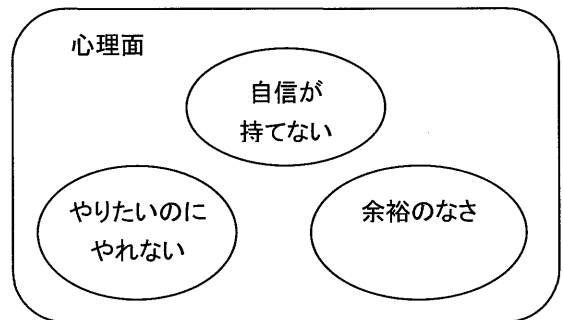 心理面
自信が
持てない
やりたいのに
やれない
余裕のなさ